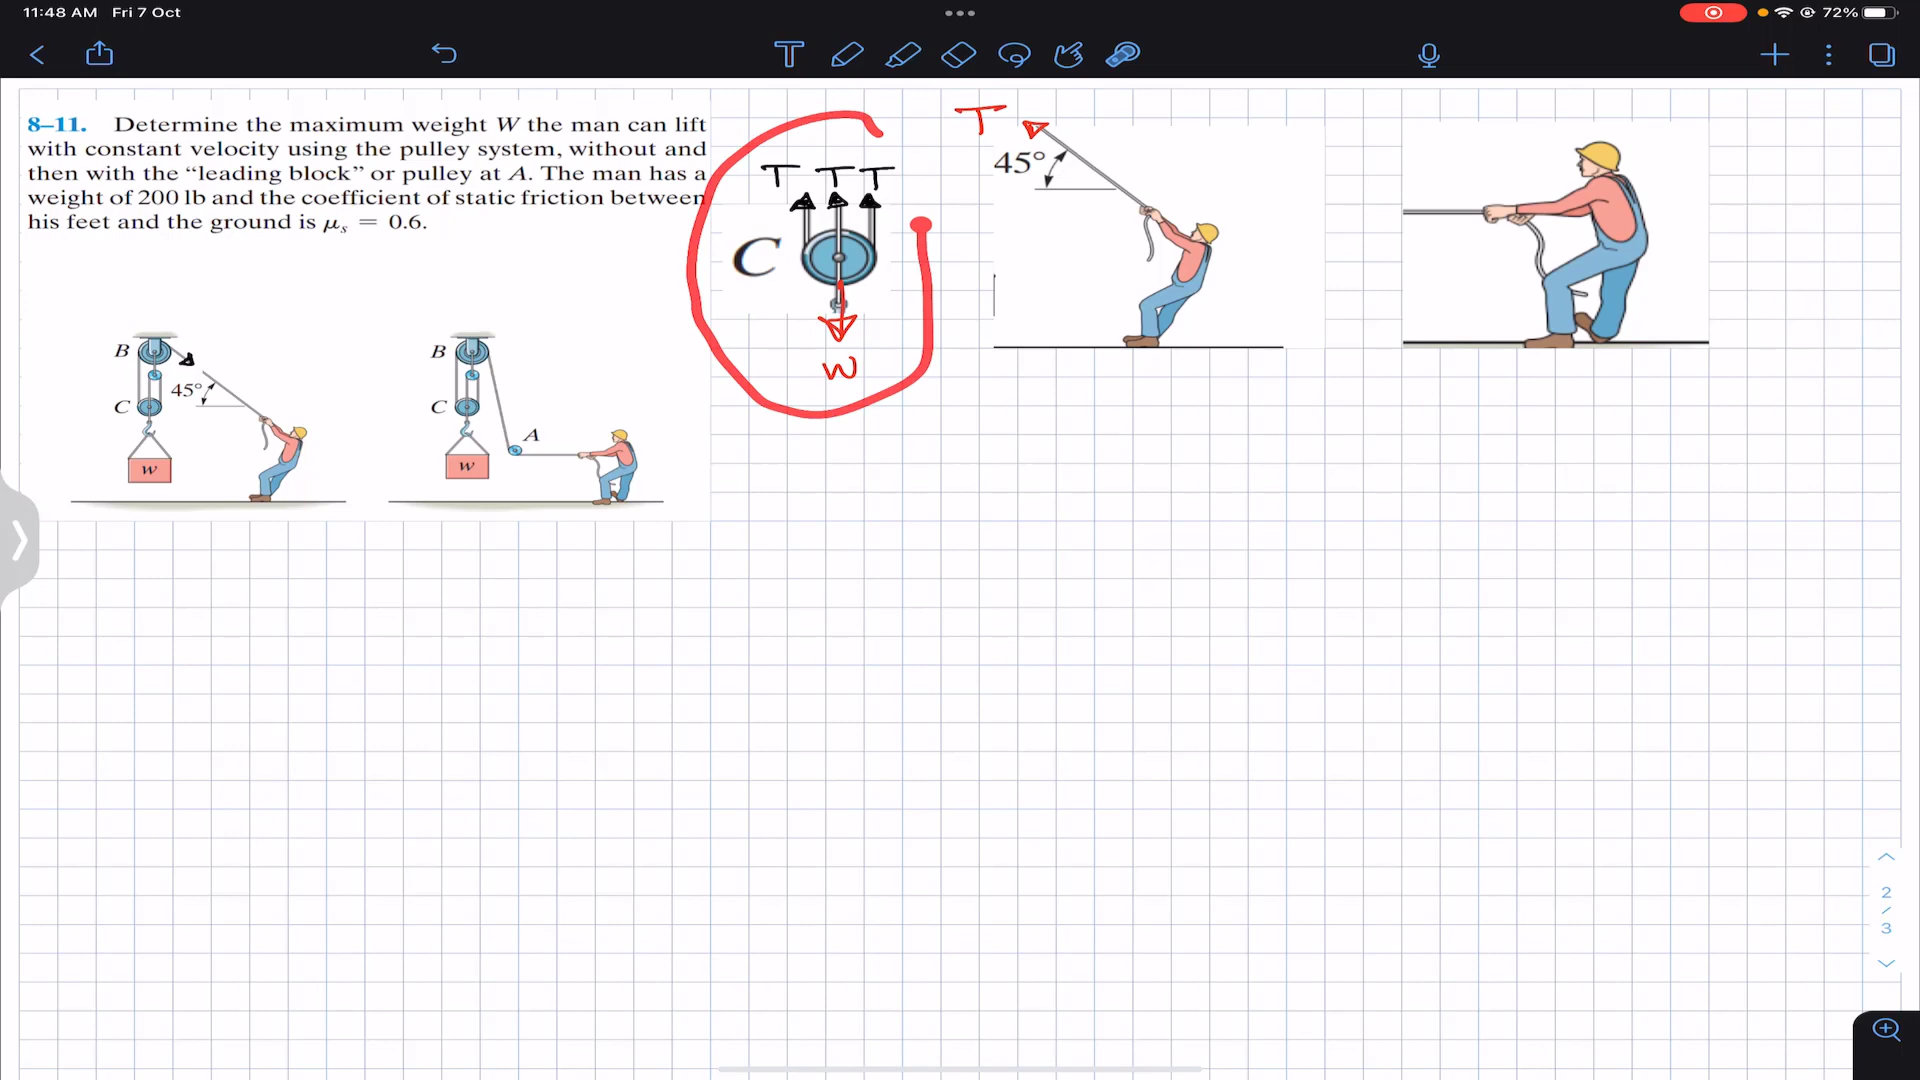 11:48 AM Fri 7 Oct
72%
8–11. Determine the maximum weight W the man can lift
with constant velocity using the pulley system, without and
then with the “leading block” or pulley at A. The man has a
weight of 200 lb and the coefficient of static friction between
his feet and the ground is μs = 0.6.
T T T
C
W
T
45°
B
45°
C
W
B
C
A
W
2
/
3